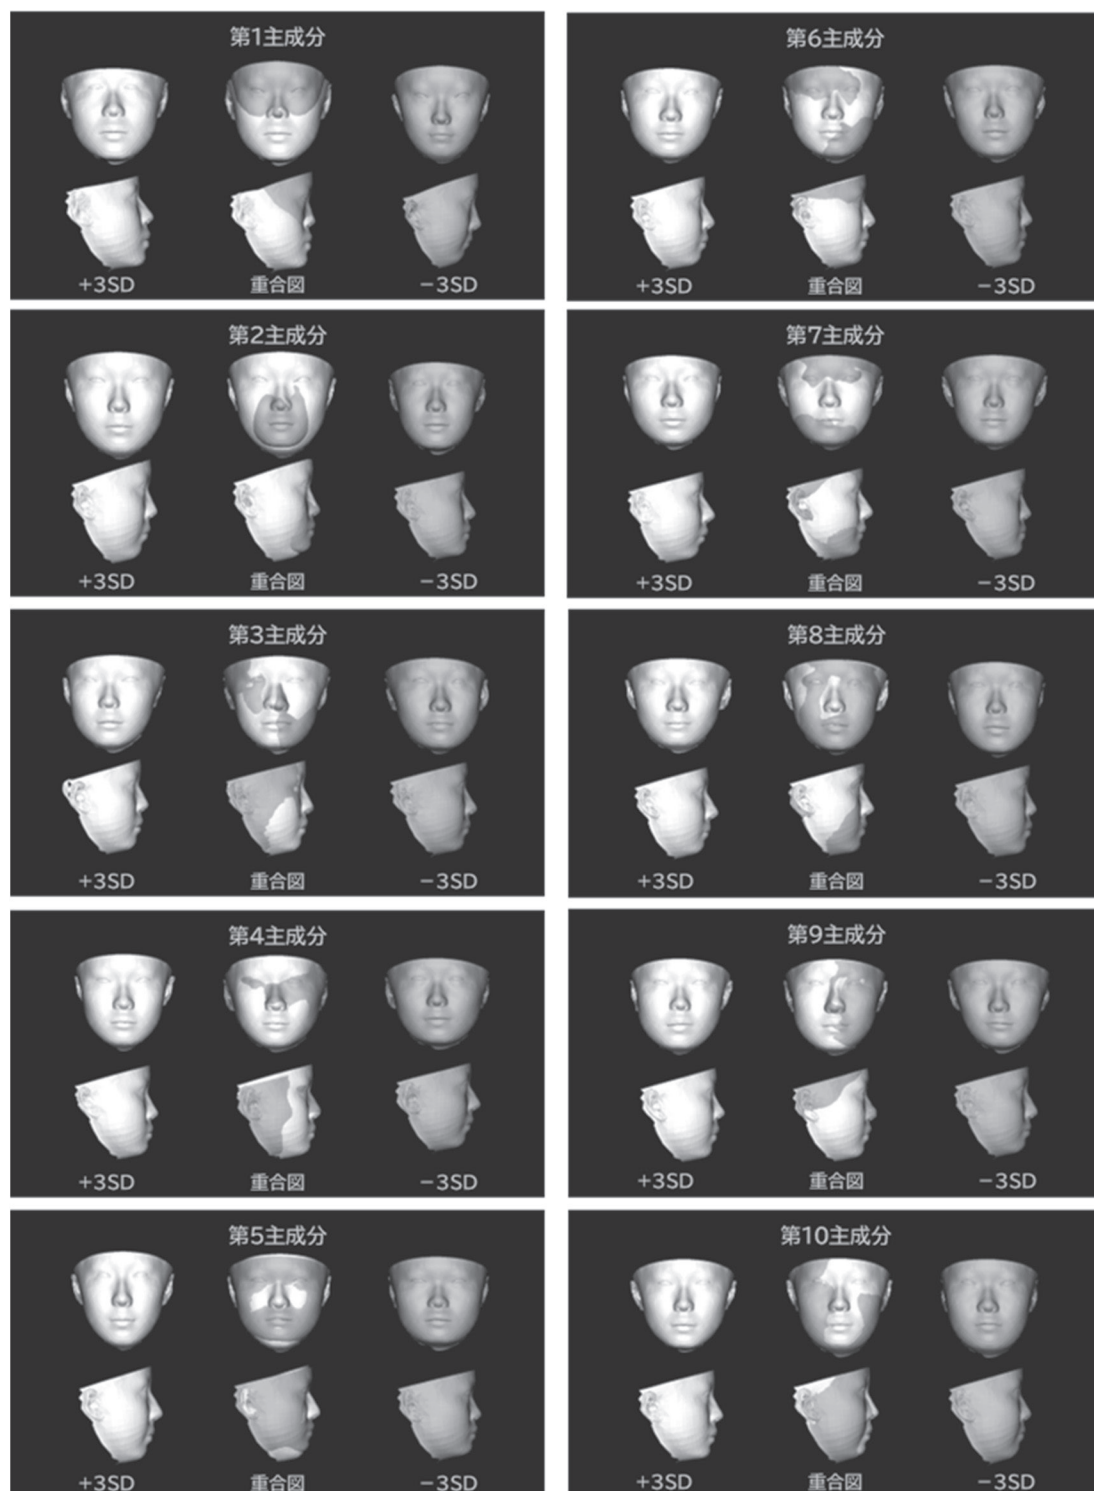 第1主成分
+3SD 重合図 −3SD
第2主成分
+3SD 重合図 −3SD
第3主成分
+3SD 重合図 −3SD
第4主成分
+3SD 重合図 −3SD
第5主成分
+3SD 重合図 −3SD
第6主成分
+3SD 重合図 −3SD
第7主成分
+3SD 重合図 −3SD
第8主成分
+3SD 重合図 −3SD
第9主成分
+3SD 重合図 −3SD
第10主成分
+3SD 重合図 −3SD